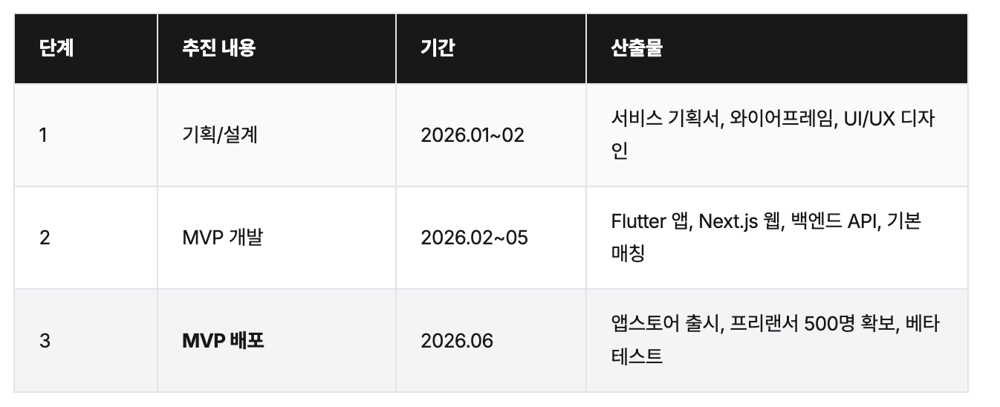 단계 추진 내용 기간 산출물
1 기획/설계 2026.01~02 서비스 기획서, 와이어프레임, UI/UX 디자
인
2 MVP 개발 2026.02~05 Flutter 앱, Next.js 웹, 백엔드 API, 기본
매칭
3 MVP 배포 2026.06 앱스토어 출시, 프리랜서 500명 확보, 베타
테스트